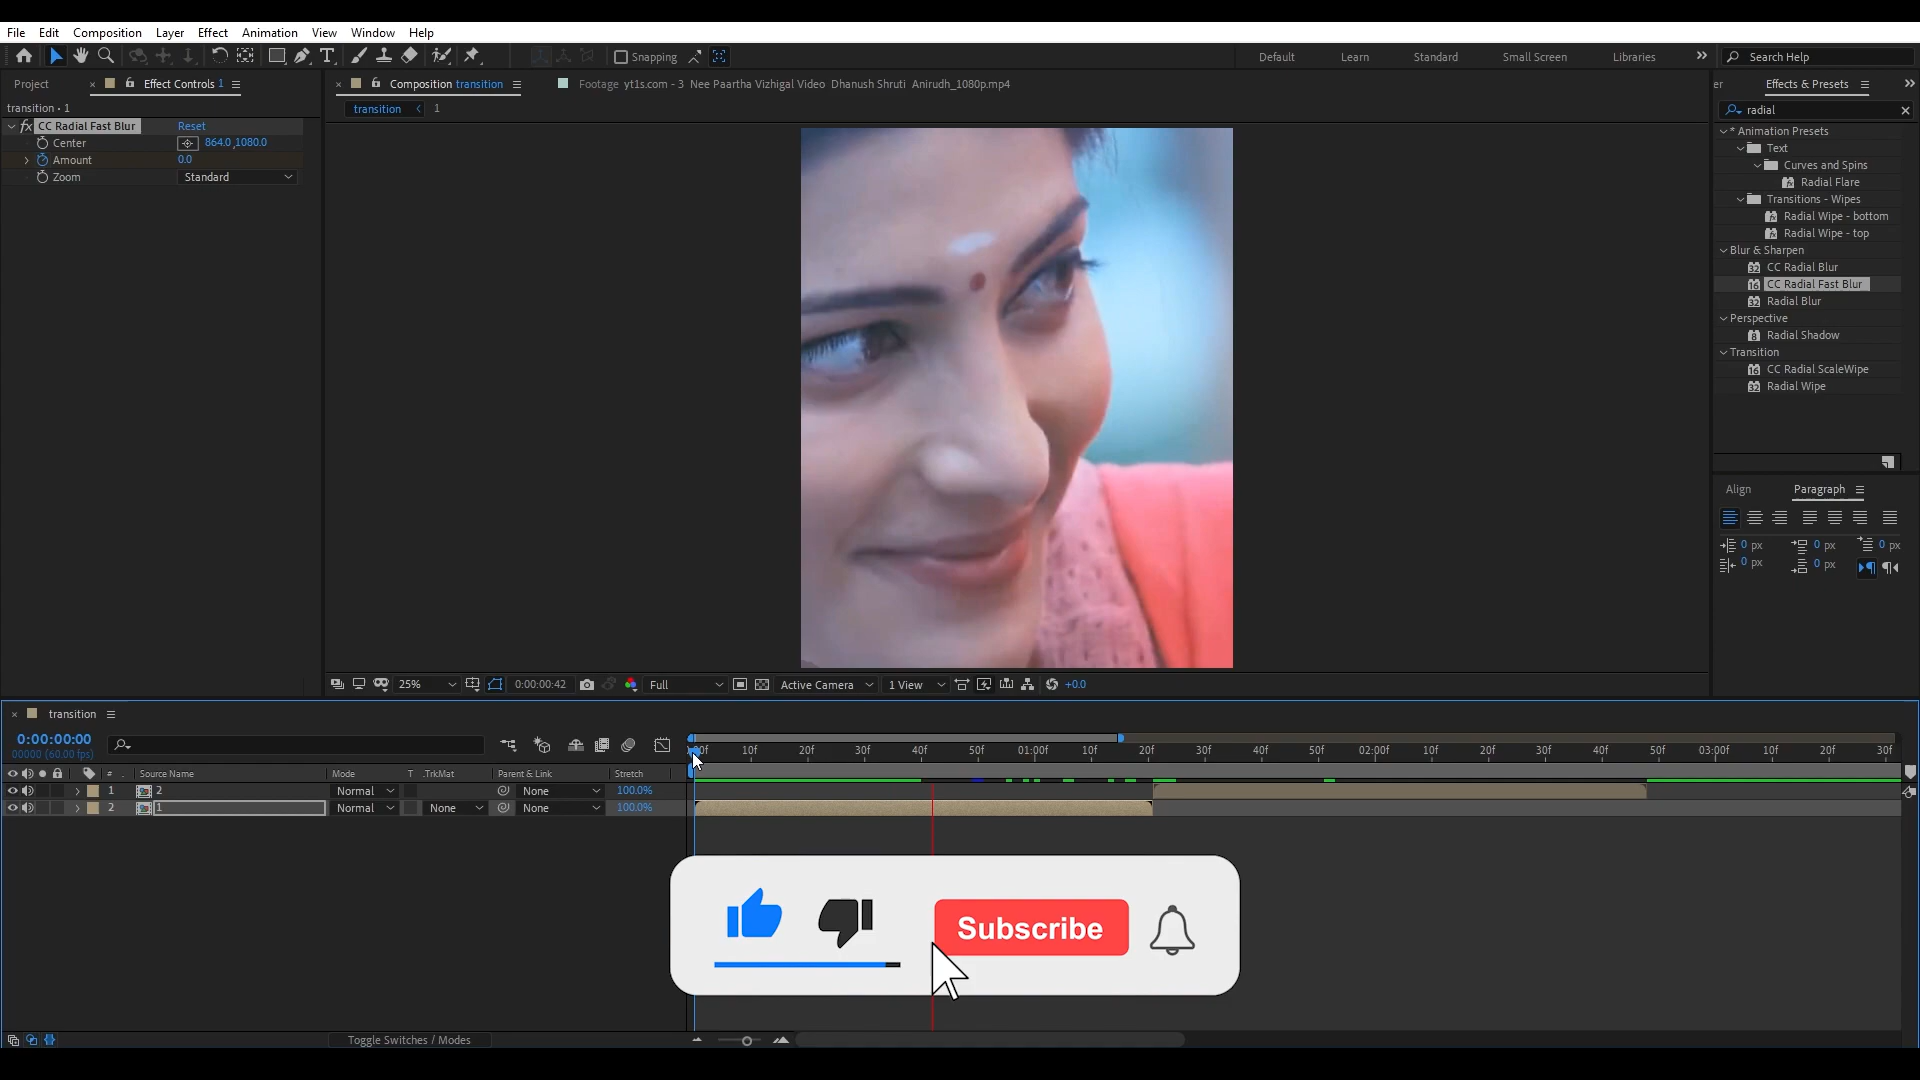 File Edit Composition Layer Effect Animation View Window Help
Snapping Default Learn Standard Small Screen Libraries Search Help
Project Effect Controls 1
transition • 1
fx CC Radial Fast Blur Reset
Center 864.0,1080.0
Amount 0.0
Zoom Standard
Composition transition Footage yt1s.com - 3 Nee Paartha Vizhigal Video Dhanush Shruti Anirudh_1080p.mp4
transition 1
er Effects & Presets
radial
* Animation Presets
Text
Curves and Spins
Radial Flare
Transitions - Wipes
Radial Wipe - bottom
Radial Wipe - top
Blur & Sharpen
CC Radial Blur
CC Radial Fast Blur
Radial Blur
Perspective
Radial Shadow
Transition
CC Radial ScaleWipe
Radial Wipe
Align Paragraph
0 px 0 px 0 px
0 px 0 px
25% 0:00:00:42 Full Active Camera 1 View +0.0
transition
0:00:00:00
00000 (60.00 fps)
:00f 10f 20f 30f 40f 50f 01:00f 10f 20f 30f 40f 50f 02:00f 10f 20f 30f 40f 50f 03:00f 10f 20f 30f
# Source Name Mode T .TrkMat Parent & Link Stretch
1 2 Normal None 100.0%
2 1 Normal None None 100.0%
Subscribe
Toggle Switches / Modes